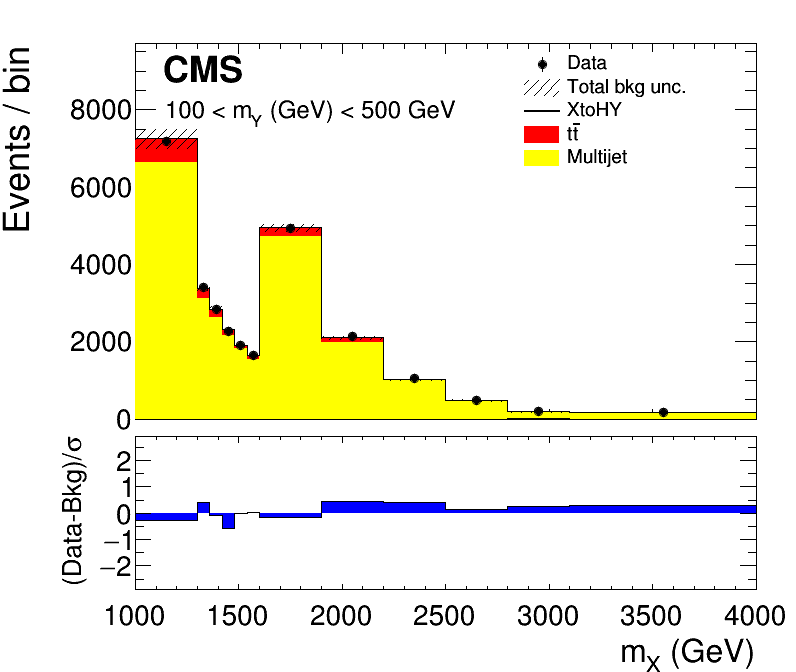 Events / bin
CMS
100 < m_Y (GeV) < 500 GeV
Data
Total bkg unc.
XtoHY
tt̄
Multijet
8000
6000
4000
2000
0
(Data-Bkg)/σ
2
1
0
−1
−2
1000 1500 2000 2500 3000 3500 4000
m_X (GeV)